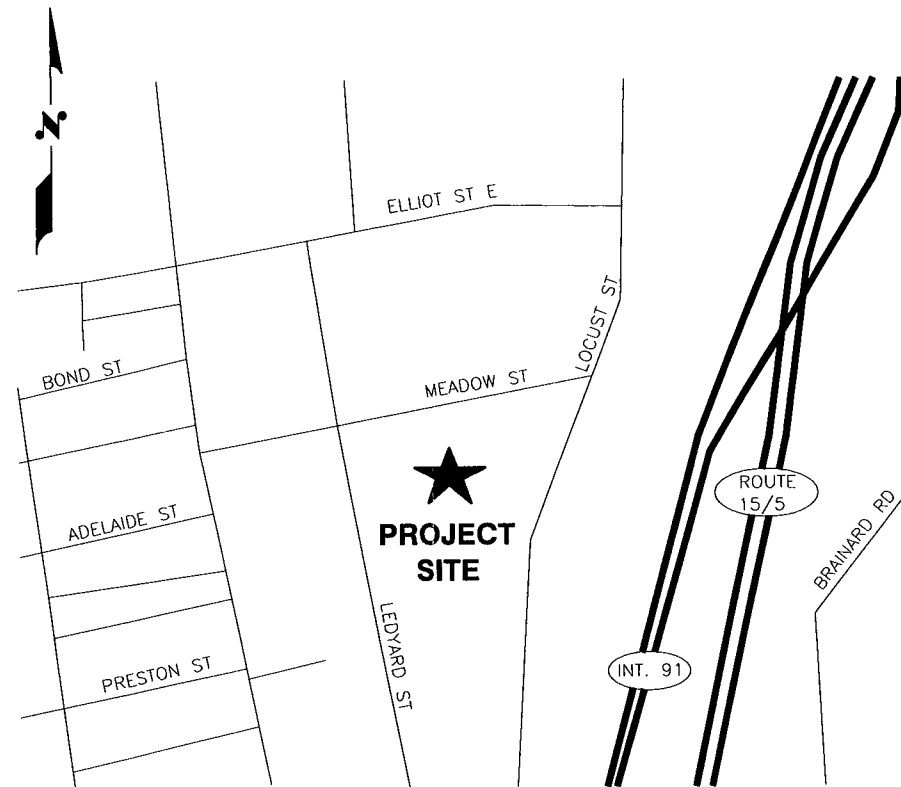 N
ELLIOT ST E
LOCUST ST
BOND ST
MEADOW ST
ROUTE
15/5
ADELAIDE ST
PROJECT
SITE
BRAINARD RD
LEDYARD ST
PRESTON ST
INT. 91